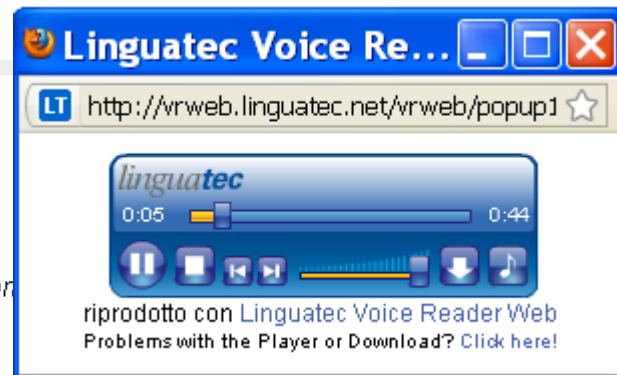 Linguatec Voice Re...
LT http://vrweb.linguatec.net/vrweb/popup1
linguatec
0:05 0:44
riprodotto con Linguatec Voice Reader Web
Problems with the Player or Download? Click here!